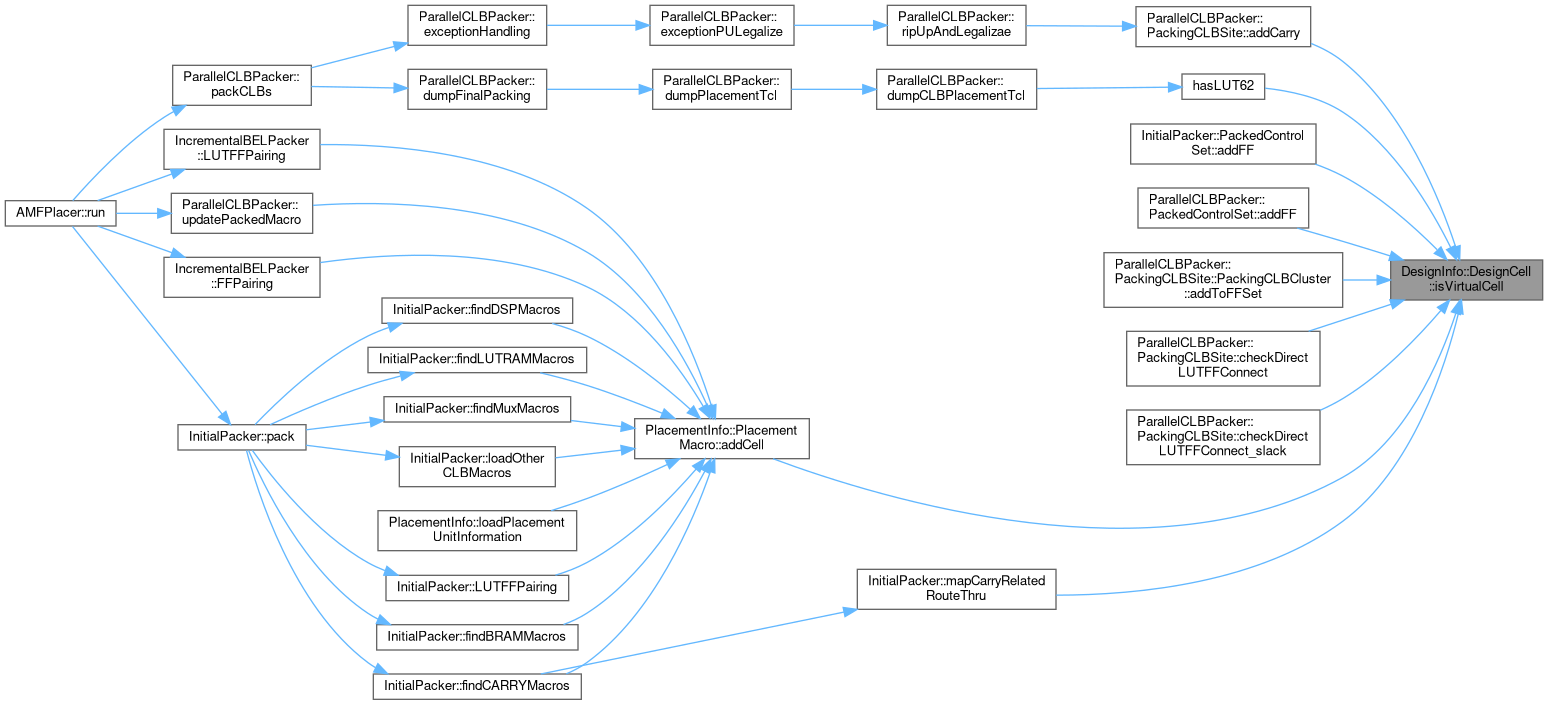 ParallelCLBPacker::
exceptionHandling
ParallelCLBPacker::
exceptionPULegalize
ParallelCLBPacker::
ripUpAndLegalizae
ParallelCLBPacker::
PackingCLBSite::addCarry
ParallelCLBPacker::
packCLBs
ParallelCLBPacker::
dumpFinalPacking
ParallelCLBPacker::
dumpPlacementTcl
ParallelCLBPacker::
dumpCLBPlacementTcl
hasLUT62
IncrementalBELPacker
::LUTFFPairing
InitialPacker::PackedControl
Set::addFF
AMFPlacer::run
ParallelCLBPacker::
updatePackedMacro
ParallelCLBPacker::
PackedControlSet::addFF
IncrementalBELPacker
::FFPairing
ParallelCLBPacker::
PackingCLBSite::PackingCLBCluster
::addToFFSet
DesignInfo::DesignCell
::isVirtualCell
InitialPacker::findDSPMacros
InitialPacker::findLUTRAMMacros
ParallelCLBPacker::
PackingCLBSite::checkDirect
LUTFFConnect
InitialPacker::findMuxMacros
InitialPacker::pack
PlacementInfo::Placement
Macro::addCell
ParallelCLBPacker::
PackingCLBSite::checkDirect
LUTFFConnect_slack
InitialPacker::loadOther
CLBMacros
PlacementInfo::loadPlacement
UnitInformation
InitialPacker::LUTFFPairing
InitialPacker::mapCarryRelated
RouteThru
InitialPacker::findBRAMMacros
InitialPacker::findCARRYMacros